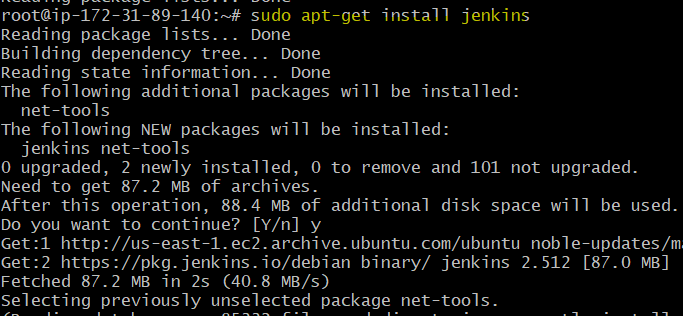 Reading package lists... Done
root@ip-172-31-89-140:~# sudo apt-get install jenkins
Reading package lists... Done
Building dependency tree... Done
Reading state information... Done
The following additional packages will be installed:
  net-tools
The following NEW packages will be installed:
  jenkins net-tools
0 upgraded, 2 newly installed, 0 to remove and 101 not upgraded.
Need to get 87.2 MB of archives.
After this operation, 88.4 MB of additional disk space will be used.
Do you want to continue? [Y/n] y
Get:1 http://us-east-1.ec2.archive.ubuntu.com/ubuntu noble-updates/ma
Get:2 https://pkg.jenkins.io/debian binary/ jenkins 2.512 [87.0 MB]
Fetched 87.2 MB in 2s (40.8 MB/s)
Selecting previously unselected package net-tools.